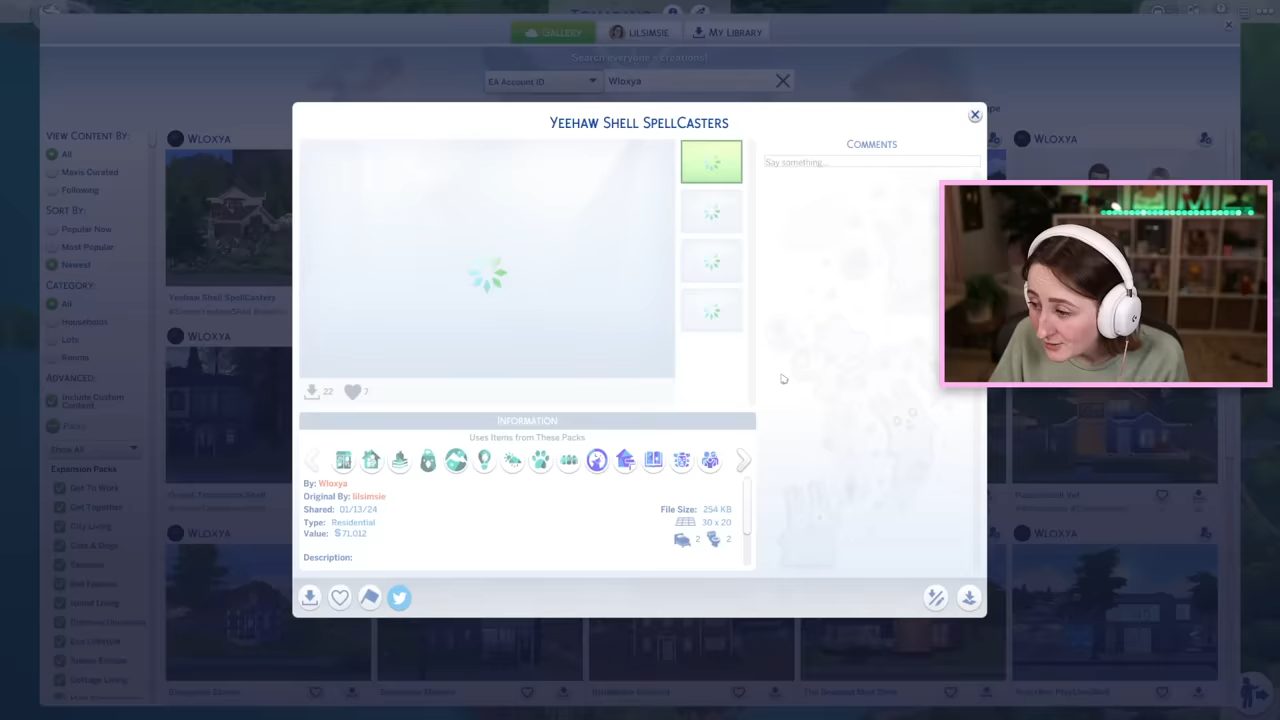 GALLERY
LILSIMSIE
MY LIBRARY
Search everyone's creations!
EA Account ID
Wloxya
YEEHAW SHELL SPELLCASTERS
COMMENTS
Say something...
VIEW CONTENT BY:
All
Maxis Curated
Following
SORT BY:
Popular Now
Most Popular
Newest
CATEGORY:
All
Households
Lots
Rooms
ADVANCED:
Include Custom
Content
Packs
Show All
Expansion Packs
Get To Work
Get Together
City Living
Cats & Dogs
Seasons
Get Famous
Island Living
Discover University
Eco Lifestyle
Snowy Escape
Cottage Living
WLOXYA
WLOXYA
Yeehaw Shell SpellCasters
WLOXYA
WLOXYA
WLOXYA
22
7
INFORMATION
Uses Items from These Packs
By: Wloxya
Original By: lilsimsie
Shared: 01/13/24
Type: Residential
Value: §71,012
File Size: 254 KB
30 x 20
2
2
Description: